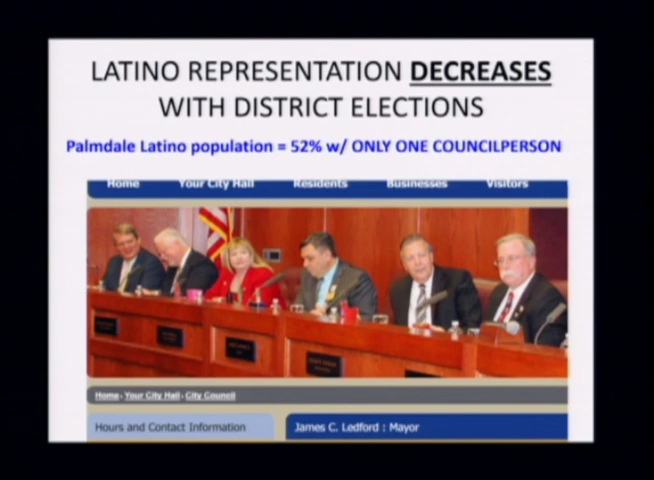 LATINO REPRESENTATION DECREASES
WITH DISTRICT ELECTIONS
Palmdale Latino population = 52% w/ ONLY ONE COUNCILPERSON
Home Your City Hall Residents Businesses Visitors
Home › Your City Hall › City Council
Hours and Contact Information
James C. Ledford : Mayor